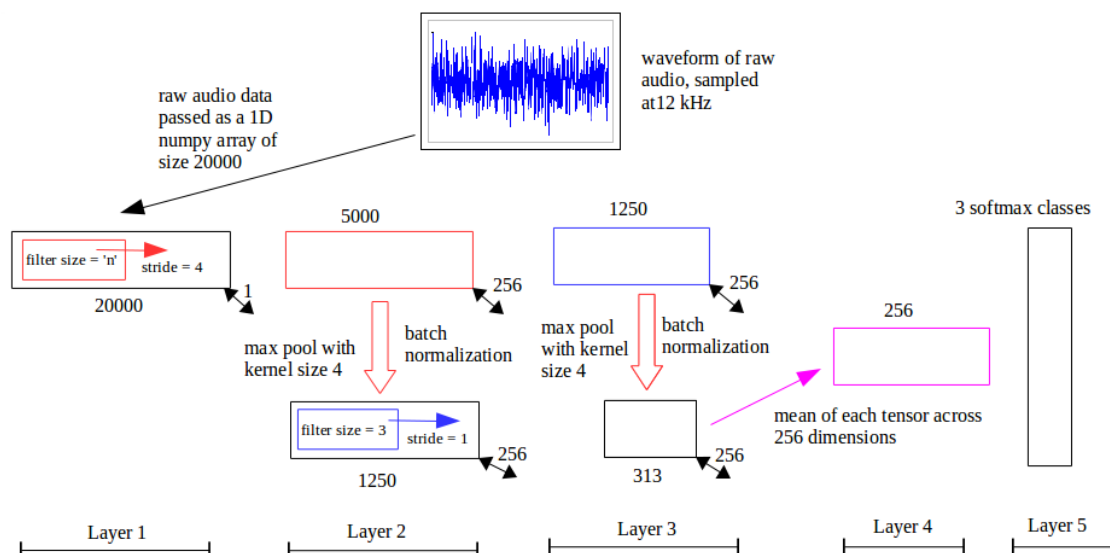 waveform of raw
audio, sampled
at12 kHz
raw audio data
passed as a 1D
numpy array of
size 20000
filter size = 'n'
stride = 4
20000
1
5000
256
max pool with
kernel size 4
batch
normalization
filter size = 3
stride = 1
1250
256
1250
256
max pool
with kernel
size 4
batch
normalization
313
256
256
mean of each tensor across
256 dimensions
3 softmax classes
Layer 1
Layer 2
Layer 3
Layer 4
Layer 5